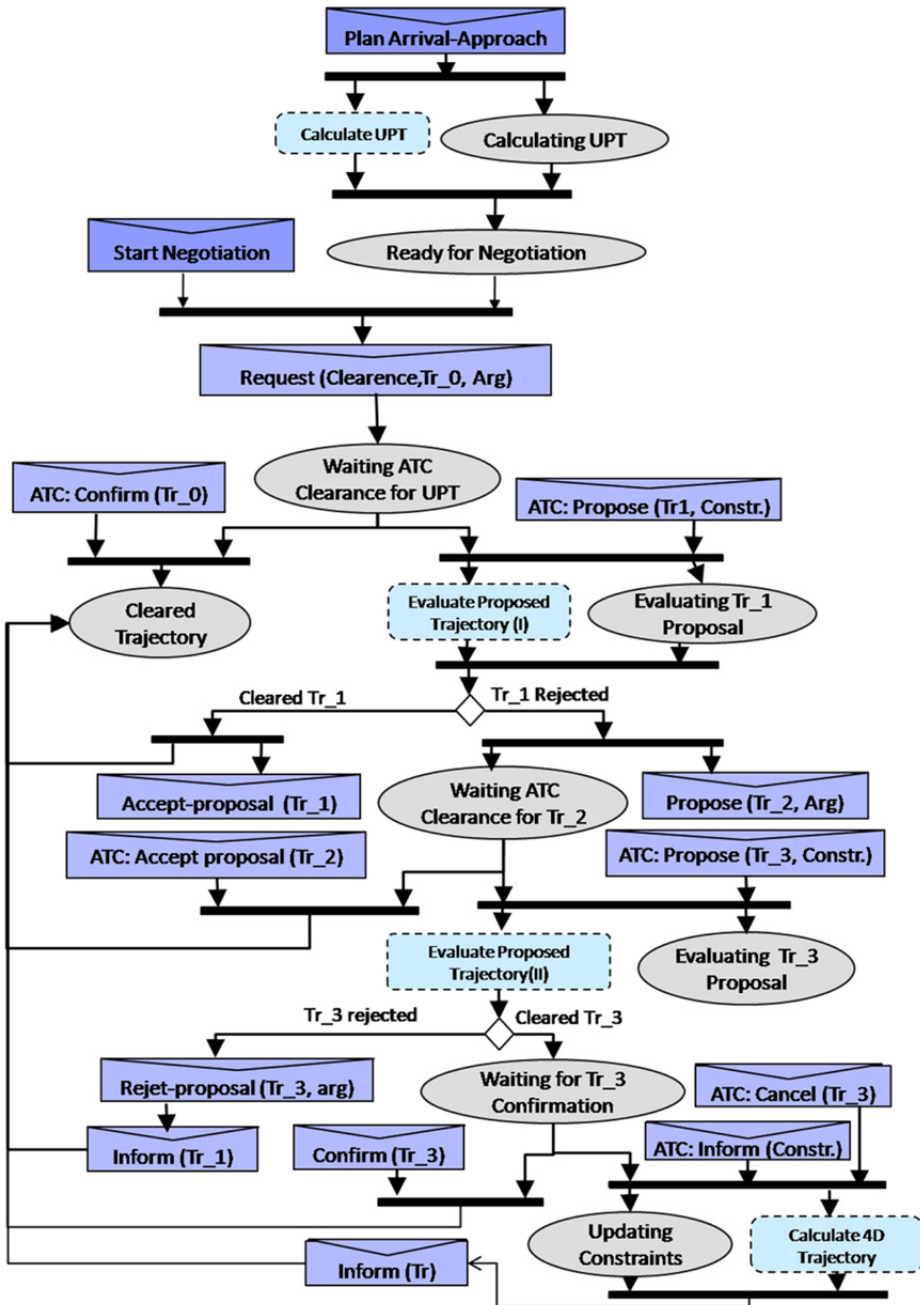 Plan Arrival-Approach
Calculate UPT
Calculating UPT
Start Negotiation
Ready for Negotiation
Request (Clearence,Tr_0, Arg)
Waiting ATC
Clearance for UPT
ATC: Confirm (Tr_0)
ATC: Propose (Tr1, Constr.)
Cleared
Trajectory
Evaluate Proposed
Trajectory (I)
Evaluating Tr_1
Proposal
Cleared Tr_1
Tr_1 Rejected
Accept-proposal (Tr_1)
Waiting ATC
Clearance for Tr_2
Propose (Tr_2, Arg)
ATC: Accept proposal (Tr_2)
ATC: Propose (Tr_3, Constr.)
Evaluate Proposed
Trajectory(II)
Evaluating Tr_3
Proposal
Tr_3 rejected
Cleared Tr_3
Rejet-proposal (Tr_3, arg)
Waiting for Tr_3
Confirmation
ATC: Cancel (Tr_3)
Inform (Tr_1)
Confirm (Tr_3)
ATC: Inform (Constr.)
Updating
Constraints
Calculate 4D
Trajectory
Inform (Tr)